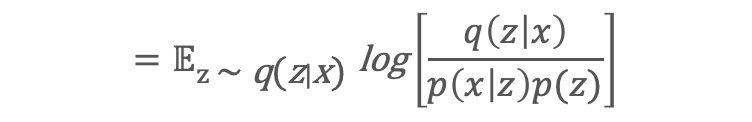 = 𝔼z ~ q(z|x) log[q(z|x) / p(x|z)p(z)]